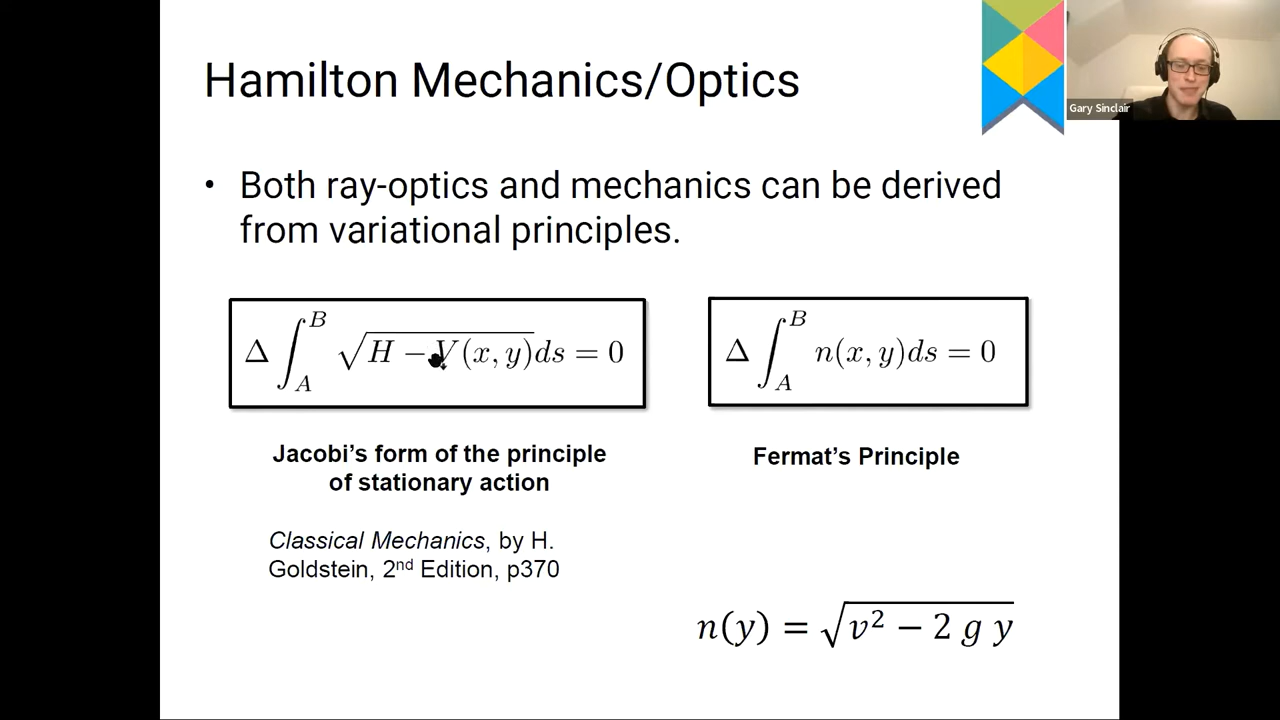 Hamilton Mechanics/Optics
Gary Sinclair
• Both ray-optics and mechanics can be derived
from variational principles.
Δ ∫_A^B √(H − V(x, y)) ds = 0
Δ ∫_A^B n(x, y)ds = 0
Jacobi’s form of the principle
of stationary action
Fermat’s Principle
Classical Mechanics, by H.
Goldstein, 2nd Edition, p370
n(y) = √(v² − 2 g y)